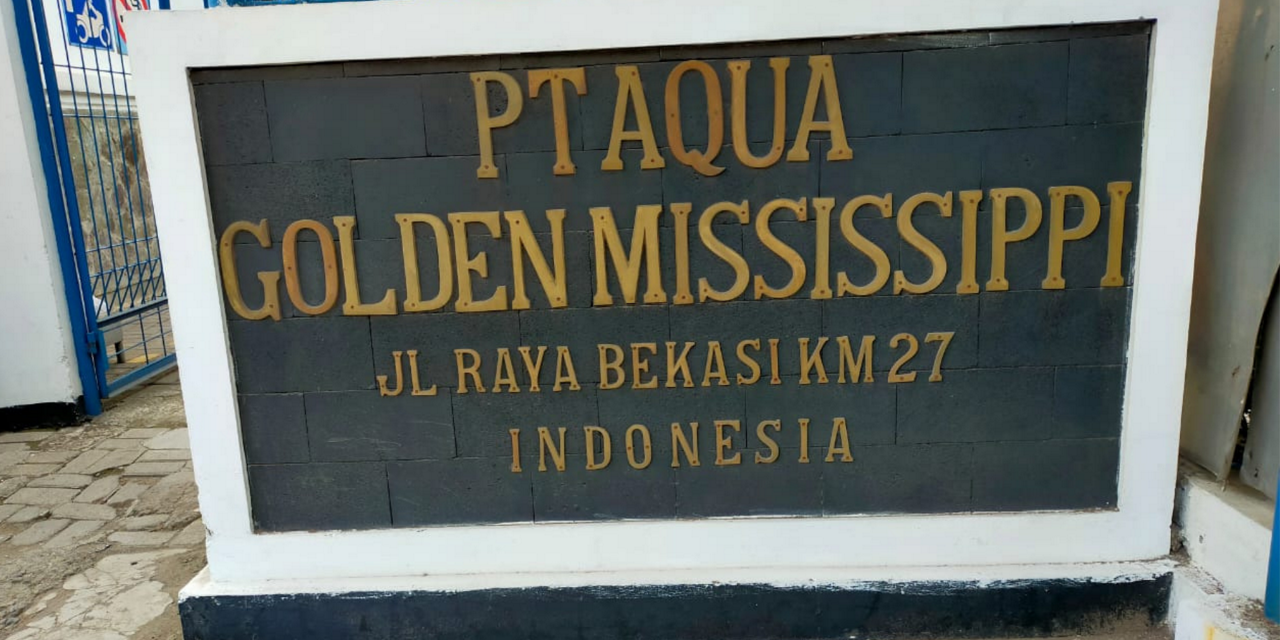 PT AQUA
GOLDEN MISSISSIPPI
JL RAYA BEKASI KM 27
INDONESIA